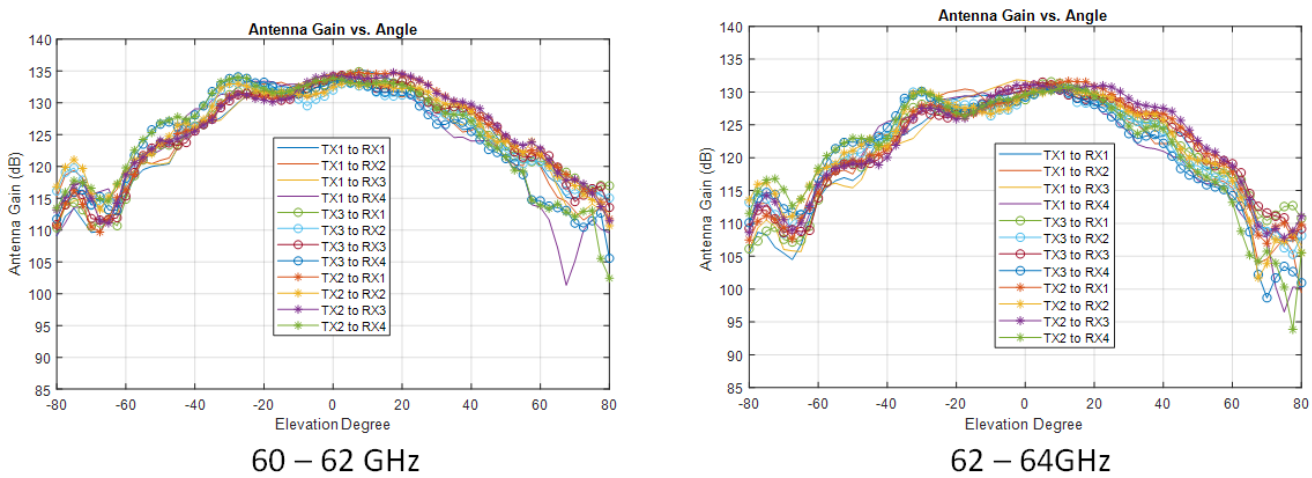 Antenna Gain vs. Angle
140
135
130
125
120
115
110
105
100
95
90
85
Antenna Gain (dB)
TX1 to RX1
TX1 to RX2
TX1 to RX3
TX1 to RX4
TX3 to RX1
TX3 to RX2
TX3 to RX3
TX3 to RX4
TX2 to RX1
TX2 to RX2
TX2 to RX3
TX2 to RX4
-80 -60 -40 -20 0 20 40 60 80
Elevation Degree
60 – 62 GHz
Antenna Gain vs. Angle
140
135
130
125
120
115
110
105
100
95
90
85
Antenna Gain (dB)
TX1 to RX1
TX1 to RX2
TX1 to RX3
TX1 to RX4
TX3 to RX1
TX3 to RX2
TX3 to RX3
TX3 to RX4
TX2 to RX1
TX2 to RX2
TX2 to RX3
TX2 to RX4
-80 -60 -40 -20 0 20 40 60 80
Elevation Degree
62 – 64GHz